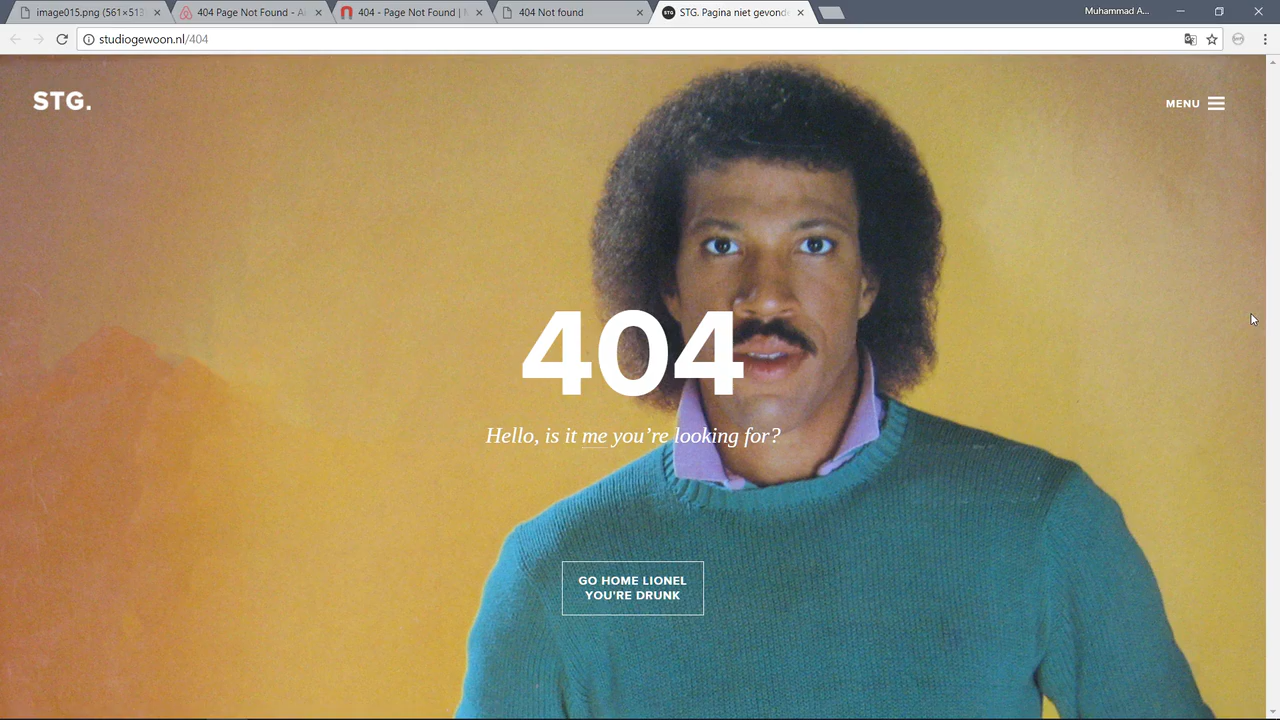 image015.png (561×513
404 Page Not Found - Ai
404 - Page Not Found | N
404 Not found
STG. Pagina niet gevond
Muhammad A...
studiogewoon.nl/404
STG.
MENU
404
Hello, is it me you’re looking for?
GO HOME LIONEL
YOU'RE DRUNK